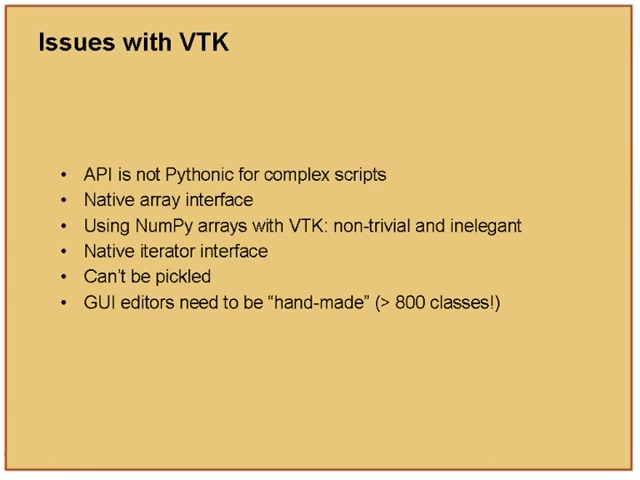 Issues with VTK
• API is not Pythonic for complex scripts
• Native array interface
• Using NumPy arrays with VTK: non-trivial and inelegant
• Native iterator interface
• Can't be pickled
• GUI editors need to be “hand-made” (> 800 classes!)